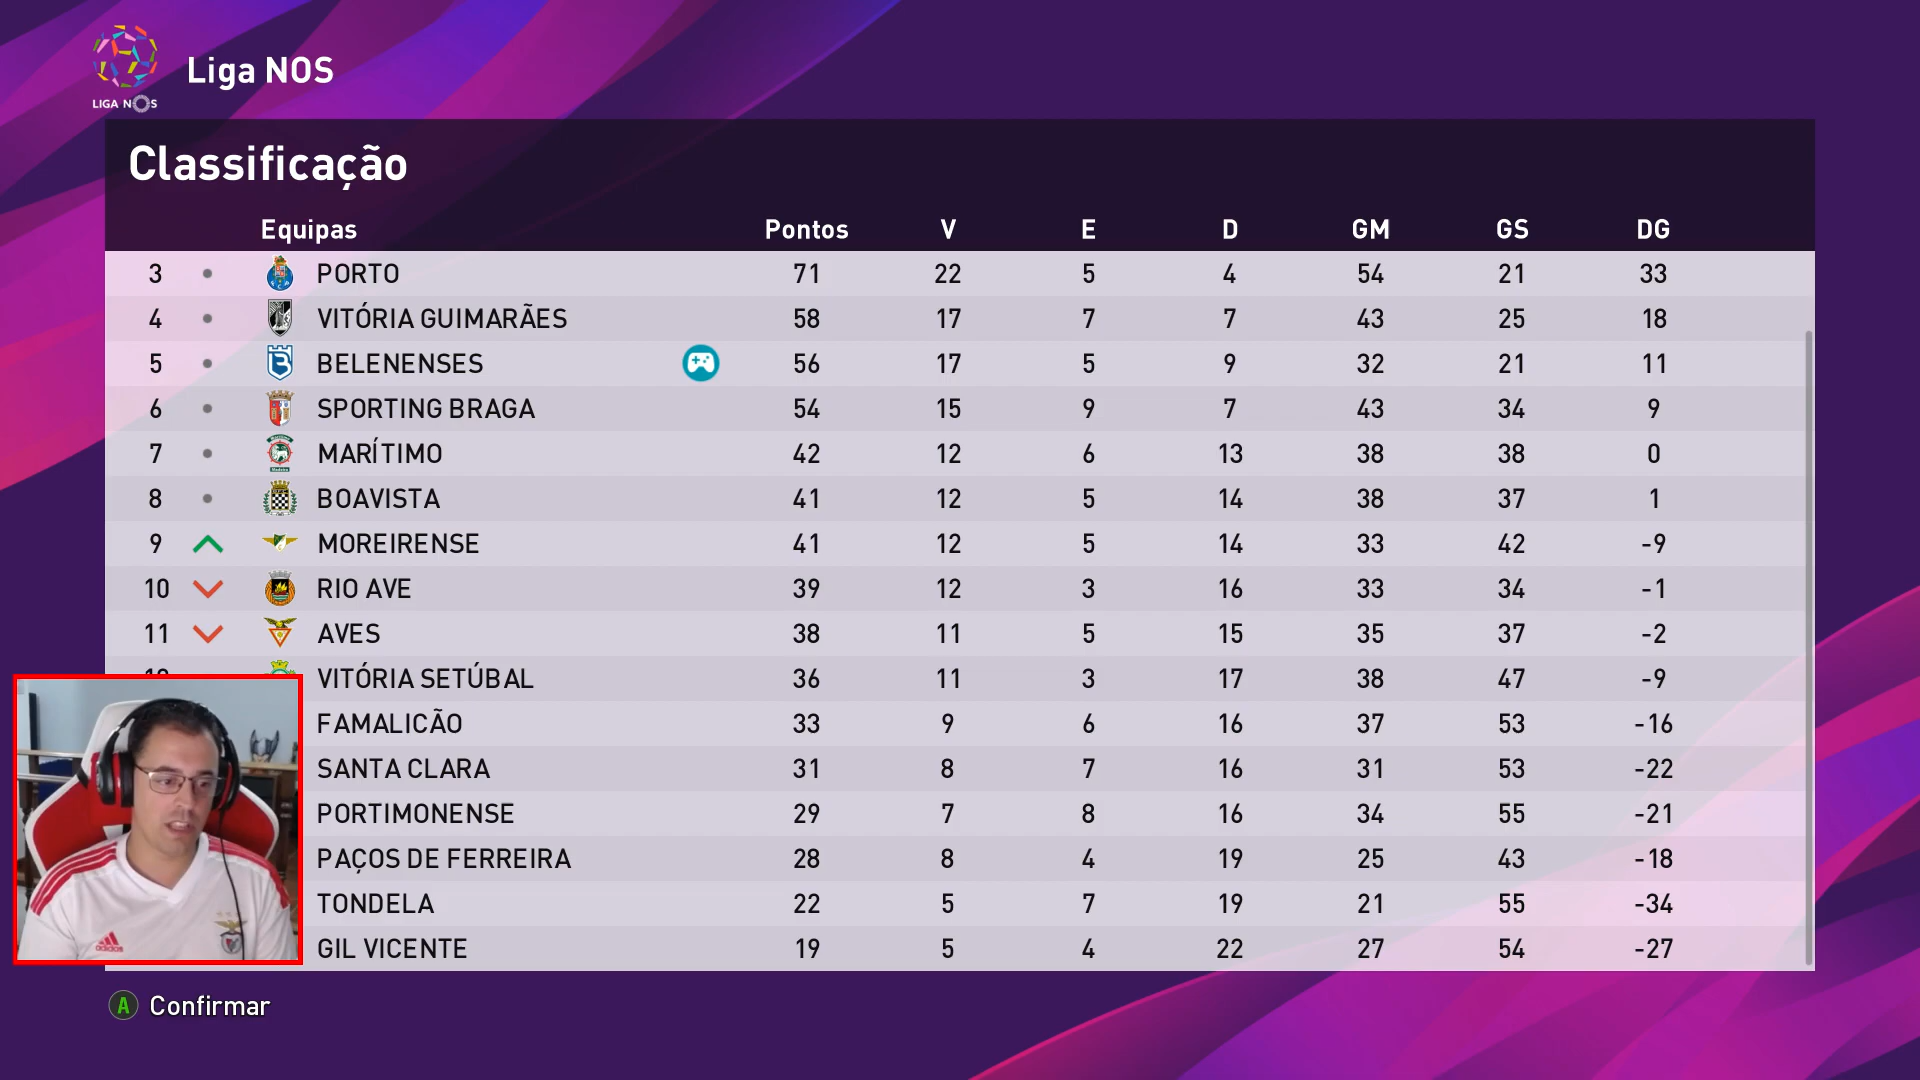 LIGA NOS
Liga NOS
Classificação
Equipas Pontos V E D GM GS DG
3 PORTO 71 22 5 4 54 21 33
4 VITÓRIA GUIMARÃES 58 17 7 7 43 25 18
5 BELENENSES 56 17 5 9 32 21 11
6 SPORTING BRAGA 54 15 9 7 43 34 9
7 MARÍTIMO 42 12 6 13 38 38 0
8 BOAVISTA 41 12 5 14 38 37 1
9 MOREIRENSE 41 12 5 14 33 42 -9
10 RIO AVE 39 12 3 16 33 34 -1
11 AVES 38 11 5 15 35 37 -2
VITÓRIA SETÚBAL 36 11 3 17 38 47 -9
FAMALICÃO 33 9 6 16 37 53 -16
SANTA CLARA 31 8 7 16 31 53 -22
PORTIMONENSE 29 7 8 16 34 55 -21
PAÇOS DE FERREIRA 28 8 4 19 25 43 -18
TONDELA 22 5 7 19 21 55 -34
GIL VICENTE 19 5 4 22 27 54 -27
adidas
A Confirmar